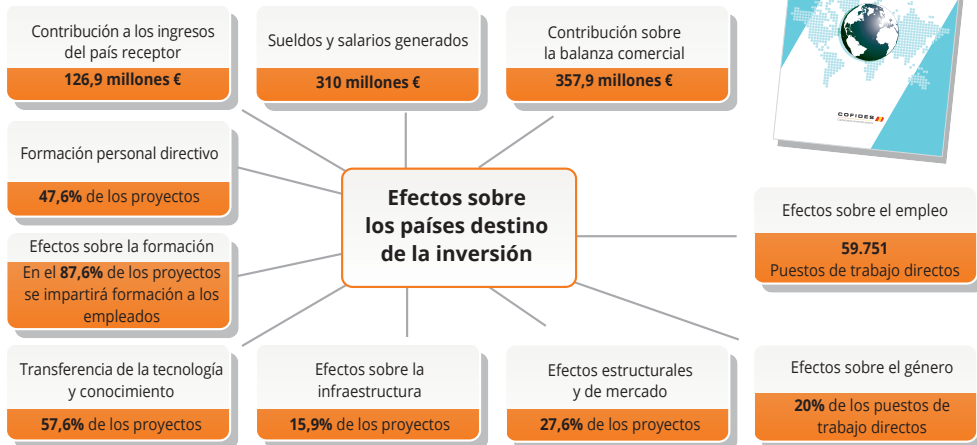 Contribución a los ingresos
del país receptor
126,9 millones €
Sueldos y salarios generados
310 millones €
Contribución sobre
la balanza comercial
357,9 millones €
COFIDES
Formación personal directivo
47,6% de los proyectos
Efectos sobre
los países destino
de la inversión
Efectos sobre el empleo
59.751
Puestos de trabajo directos
Efectos sobre la formación
En el 87,6% de los proyectos
se impartirá formación a los
empleados
Transferencia de la tecnología
y conocimiento
57,6% de los proyectos
Efectos sobre la
infraestructura
15,9% de los proyectos
Efectos estructurales
y de mercado
27,6% de los proyectos
Efectos sobre el género
20% de los puestos de
trabajo directos